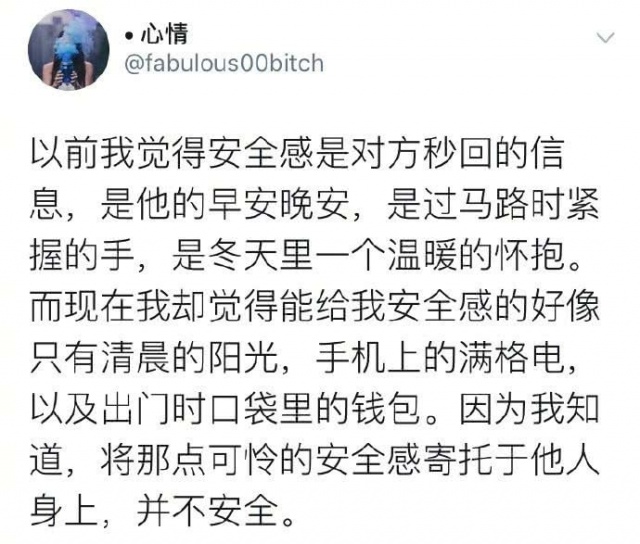 • 心情
@fabulous00bitch
以前我觉得安全感是对方秒回的信
息，是他的早安晚安，是过马路时紧
握的手，是冬天里一个温暖的怀抱。
而现在我却觉得能给我安全感的好像
只有清晨的阳光，手机上的满格电，
以及出门时口袋里的钱包。因为我知
道，将那点可怜的安全感寄托于他人
身上，并不安全。